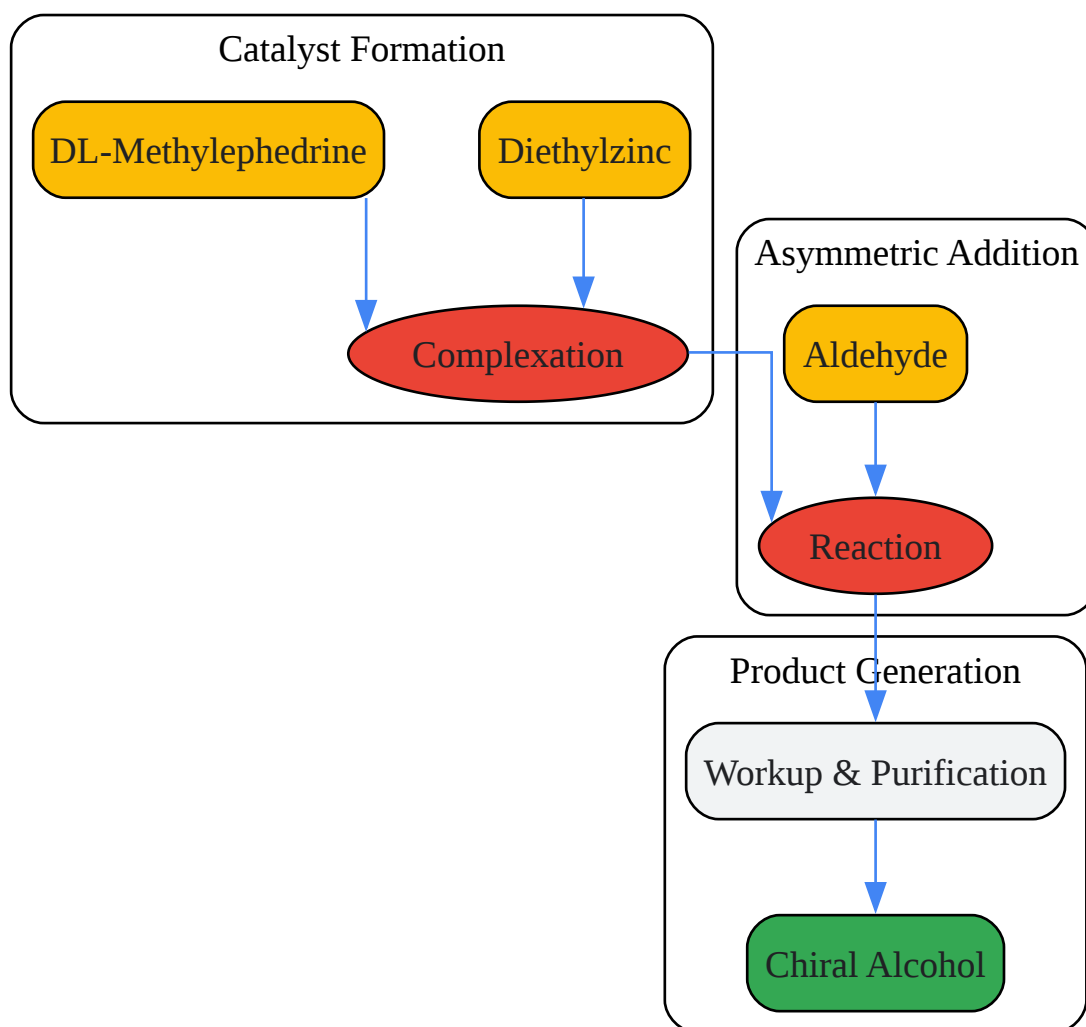 Catalyst Formation
DL-Methylephedrine
Diethylzinc
Complexation
Asymmetric Addition
Aldehyde
Reaction
Product Generation
Workup & Purification
Chiral Alcohol